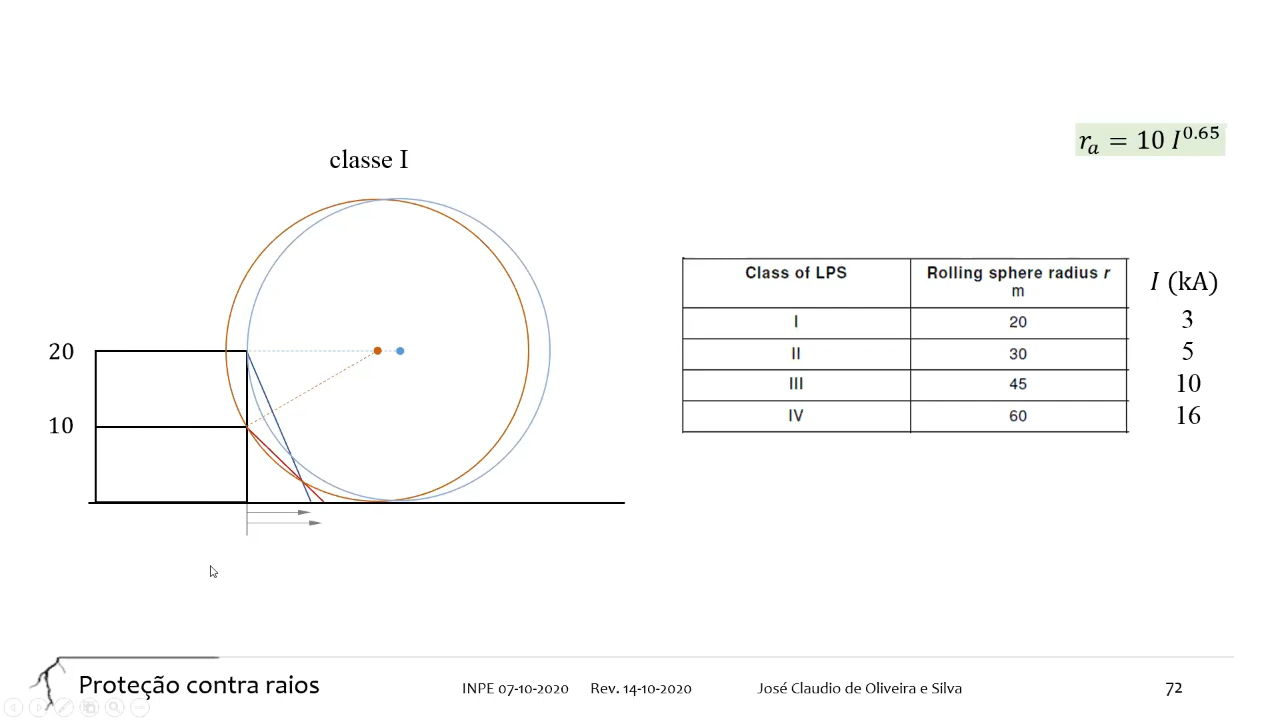 r_a = 10 I^0.65
classe I
20
10
Class of LPS	Rolling sphere radius r m	I (kA)
I	20	3
II	30	5
III	45	10
IV	60	16
Proteção contra raios
INPE 07-10-2020 Rev. 14-10-2020 José Claudio de Oliveira e Silva 72